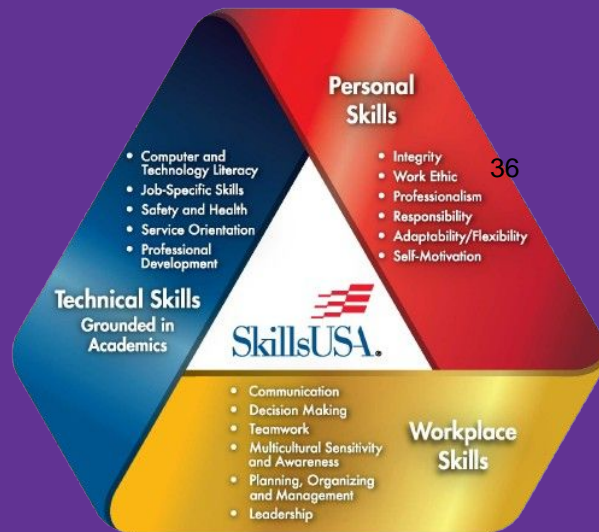 Personal
Skills
• Integrity
• Work Ethic
36
• Professionalism
• Responsibility
• Adaptability/Flexibility
• Self-Motivation
• Computer and
Technology Literacy
• Job-Specific Skills
• Safety and Health
• Service Orientation
• Professional
Development
Technical Skills
Grounded in
Academics
SkillsUSA.
• Communication
• Decision Making
• Teamwork
• Multicultural Sensitivity
and Awareness
• Planning, Organizing
and Management
• Leadership
Workplace
Skills